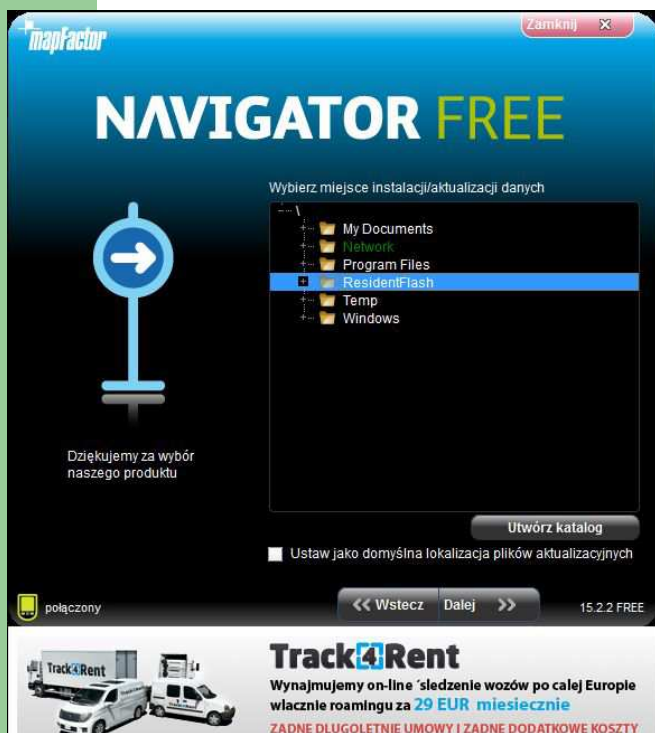 mapFactor
Zamknij X
NAVIGATOR FREE
Wybierz miejsce instalacji/aktualizacji danych
\
My Documents
Network
Program Files
ResidentFlash
Temp
Windows
Dziękujemy za wybór
naszego produktu
Utwórz katalog
Ustaw jako domyślna lokalizacja plików aktualizacyjnych
połączony
<< Wstecz Dalej >>
15.2.2 FREE
Track4Rent
Track4Rent
Wynajmujemy on-line ´sledzenie wozów po calej Europie
wlacznie roamingu za 29 EUR miesiecznie
ZADNE DLUGOLETNIE UMOWY I ZADNE DODATKOWE KOSZTY